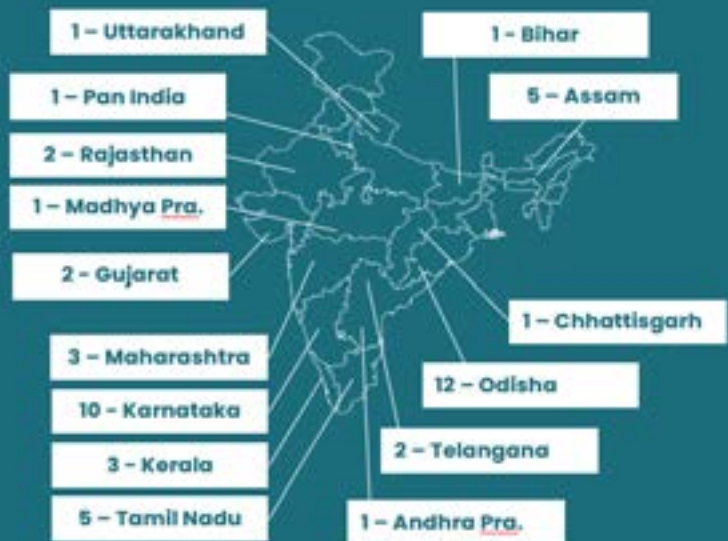 1 – Uttarakhand
1 - Bihar
1 – Pan India
5 – Assam
2 – Rajasthan
1 – Madhya Pra.
2 - Gujarat
1 – Chhattisgarh
3 – Maharashtra
12 – Odisha
10 - Karnataka
2 – Telangana
3 - Kerala
5 – Tamil Nadu
1 – Andhra Pra.